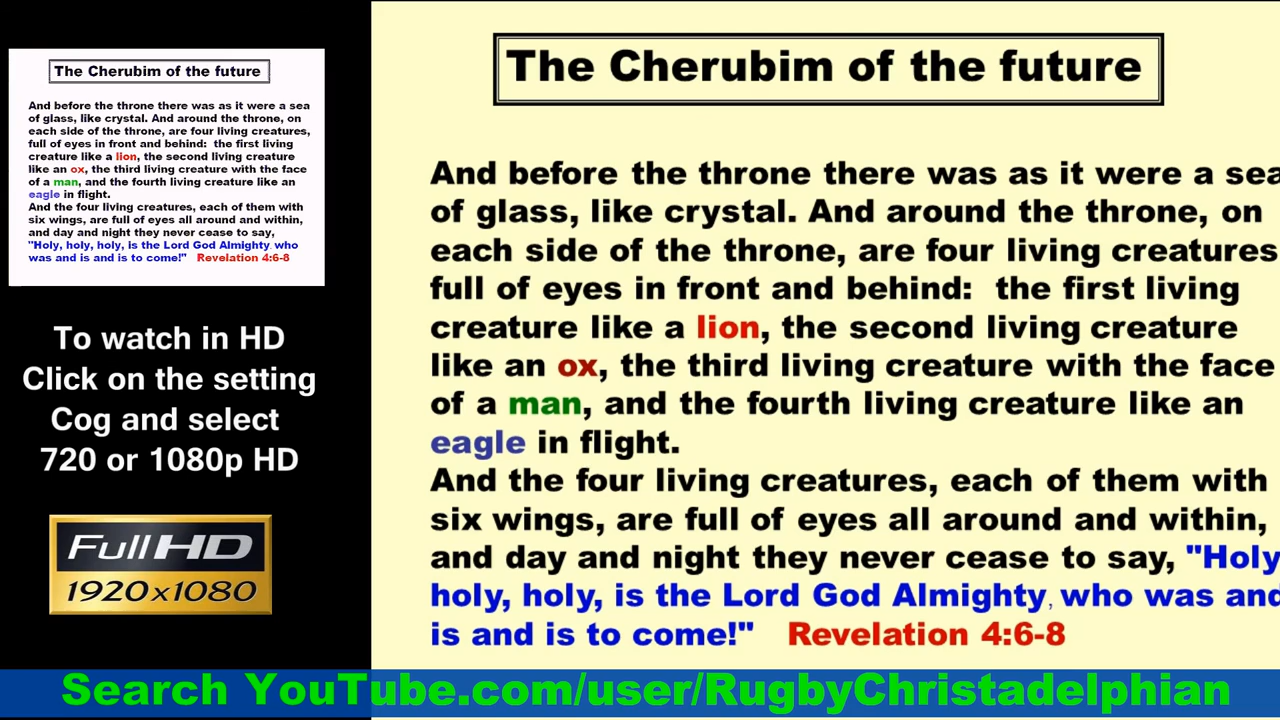 The Cherubim of the future
And before the throne there was as it were a sea
of glass, like crystal. And around the throne, on
each side of the throne, are four living creatures,
full of eyes in front and behind: the first living
creature like a lion, the second living creature
like an ox, the third living creature with the face
of a man, and the fourth living creature like an
eagle in flight.
And the four living creatures, each of them with
six wings, are full of eyes all around and within,
and day and night they never cease to say,
"Holy, holy, holy, is the Lord God Almighty, who
was and is and is to come!" Revelation 4:6-8
To watch in HD
Click on the setting
Cog and select
720 or 1080p HD
Full HD
1920x1080
The Cherubim of the future
And before the throne there was as it were a sea
of glass, like crystal. And around the throne, on
each side of the throne, are four living creatures
full of eyes in front and behind: the first living
creature like a lion, the second living creature
like an ox, the third living creature with the face
of a man, and the fourth living creature like an
eagle in flight.
And the four living creatures, each of them with
six wings, are full of eyes all around and within,
and day and night they never cease to say, "Holy
holy, holy, is the Lord God Almighty, who was and
is and is to come!" Revelation 4:6-8
Search YouTube.com/user/RugbyChristadelphian